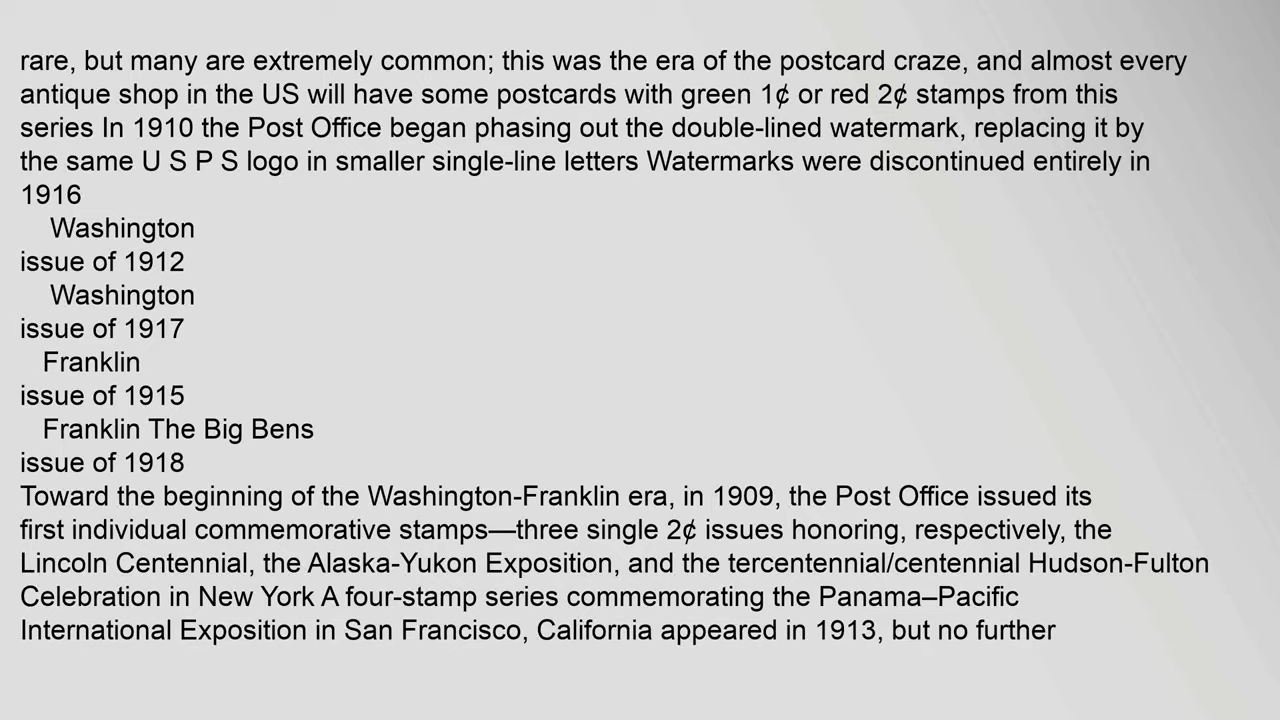 rare, but many are extremely common; this was the era of the postcard craze, and almost every
antique shop in the US will have some postcards with green 1¢ or red 2¢ stamps from this
series In 1910 the Post Office began phasing out the double-lined watermark, replacing it by
the same U S P S logo in smaller single-line letters Watermarks were discontinued entirely in
1916
Washington
issue of 1912
Washington
issue of 1917
Franklin
issue of 1915
Franklin The Big Bens
issue of 1918
Toward the beginning of the Washington-Franklin era, in 1909, the Post Office issued its
first individual commemorative stamps—three single 2¢ issues honoring, respectively, the
Lincoln Centennial, the Alaska-Yukon Exposition, and the tercentennial/centennial Hudson-Fulton
Celebration in New York A four-stamp series commemorating the Panama–Pacific
International Exposition in San Francisco, California appeared in 1913, but no further